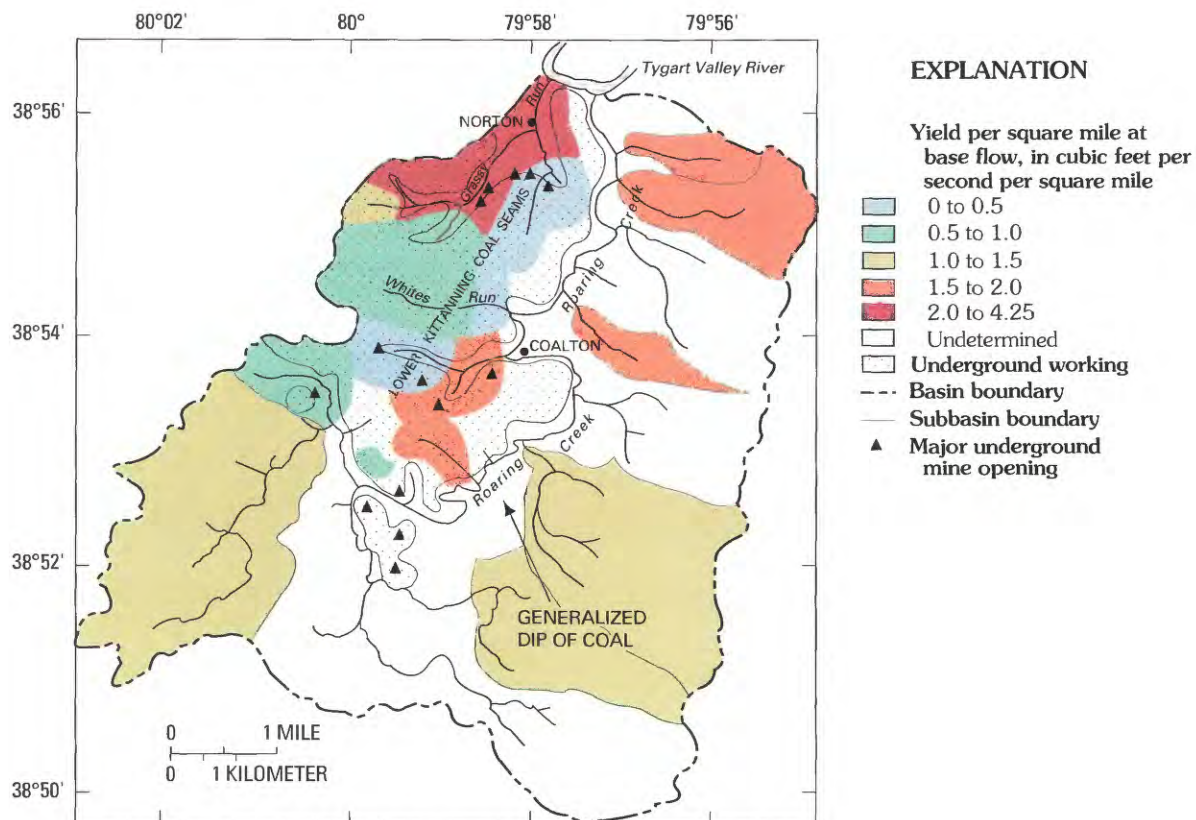 80°02'
80°
79°58'
79°56'
38°56'
38°54'
38°52'
38°50'
Tygart Valley River
NORTON
Run
Grassy
LOWER KITTANNING COAL SEAMS
Whites Run
Roaring Creek
COALTON
Roaring Creek
GENERALIZED
DIP OF COAL
0 1 MILE
0 1 KILOMETER
EXPLANATION
Yield per square mile at
base flow, in cubic feet per
second per square mile
0 to 0.5
0.5 to 1.0
1.0 to 1.5
1.5 to 2.0
2.0 to 4.25
Undetermined
Underground working
Basin boundary
Subbasin boundary
Major underground
mine opening